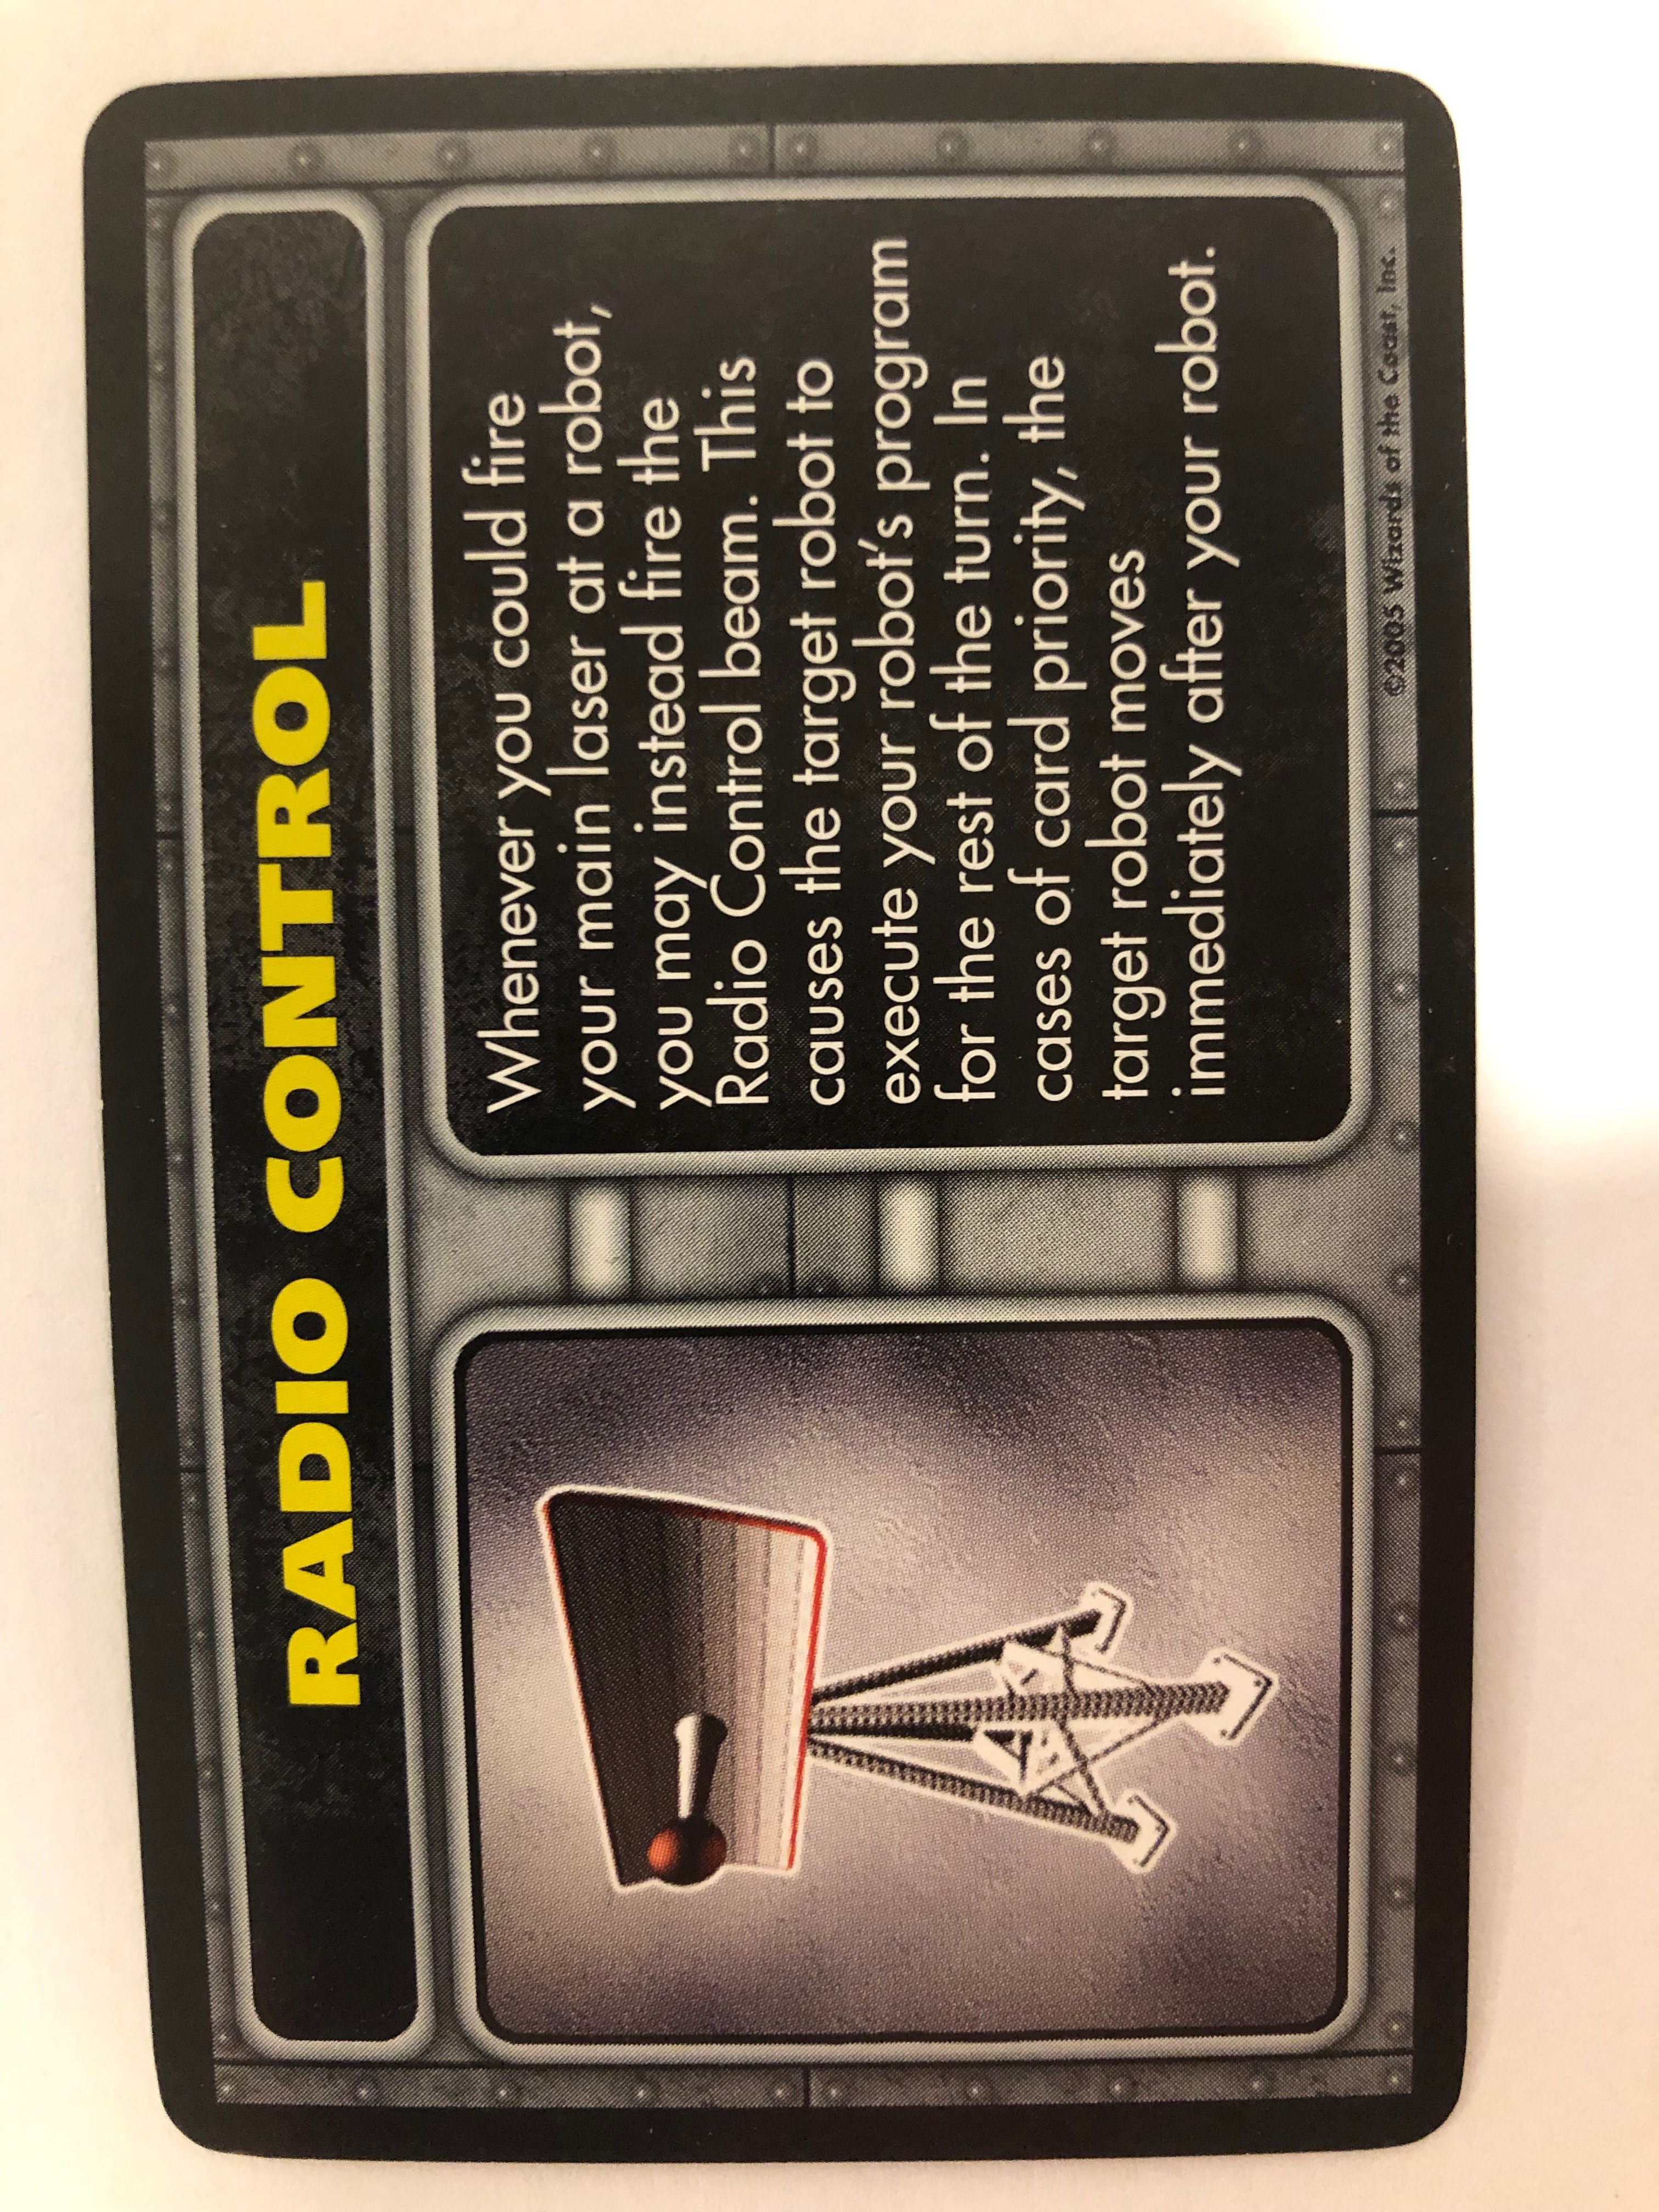 RADIO CONTROL
Whenever you could fire
your main laser at a robot,
you may instead fire the
Radio Control beam. This
causes the target robot to
execute your robot's program
for the rest of the turn. In
cases of card priority, the
target robot moves
immediately after your robot.
©2005 Wizards of the Coast, Inc.